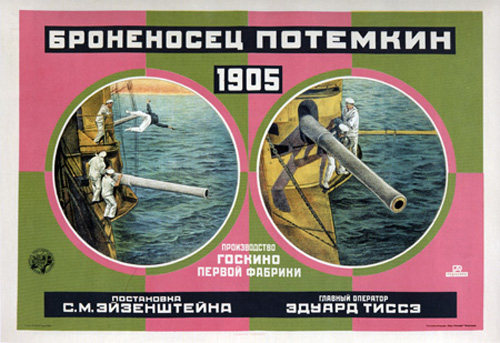 БРОНЕНОСЕЦ ПОТЕМКИН
1905
ПРОИЗВОДСТВО
ГОСКИНО
ПЕРВОЙ ФАБРИКИ
ПОСТАНОВКА
С.М.ЭЙЗЕНШТЕЙНА
ГЛАВНЫЙ ОПЕРАТОР
ЭДУАРД ТИССЭ